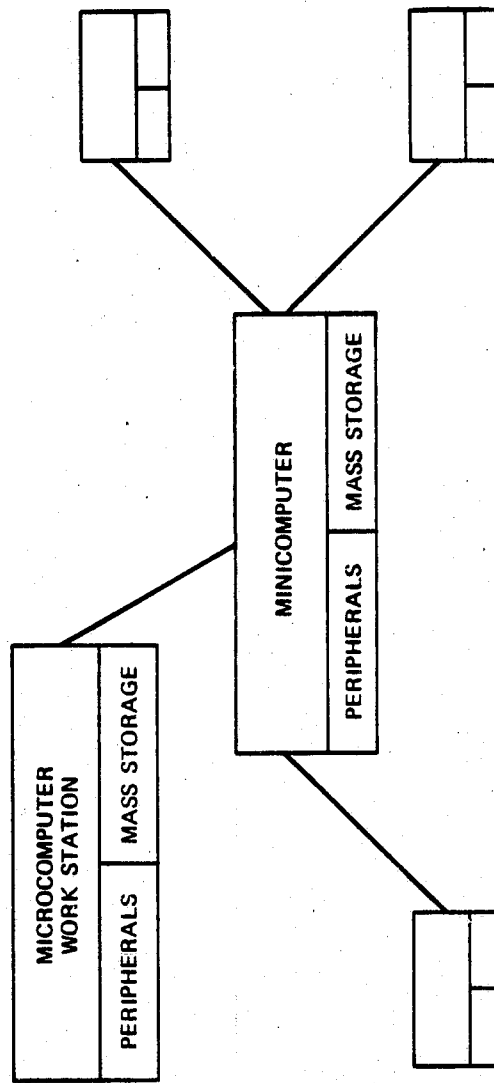 MICROCOMPUTER
WORK STATION
PERIPHERALS
MASS STORAGE
MINICOMPUTER
PERIPHERALS
MASS STORAGE